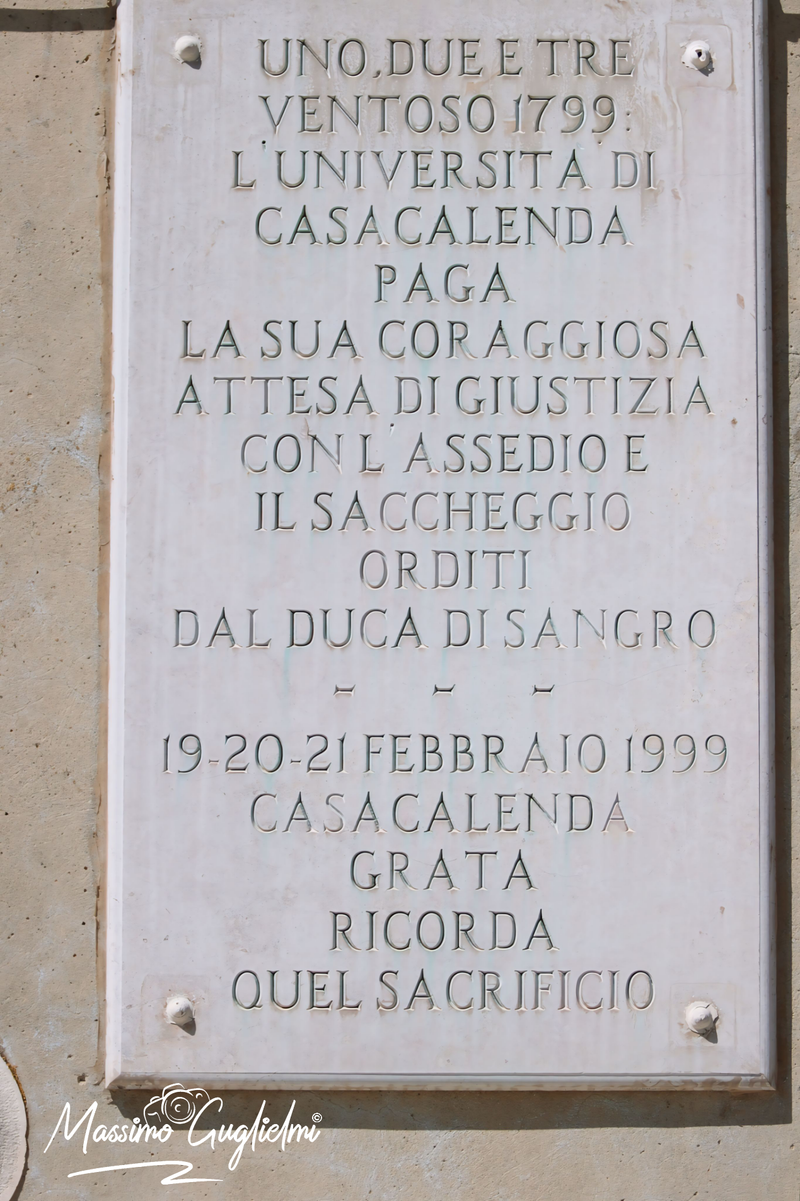 UNO, DUE E TRE
VENTOSO 1799:
L'UNIVERSITÀ DI
CASACALENDA
PAGA
LA SUA CORAGGIOSA
ATTESA DI GIUSTIZIA
CON L'ASSEDIO E
IL SACCHEGGIO
ORDITI
DAL DUCA DI SANGRO
- - -
19-20-21 FEBBRAIO 1999
CASACALENDA
GRATA
RICORDA
QUEL SACRIFICIO
Massimo Guglielmi©